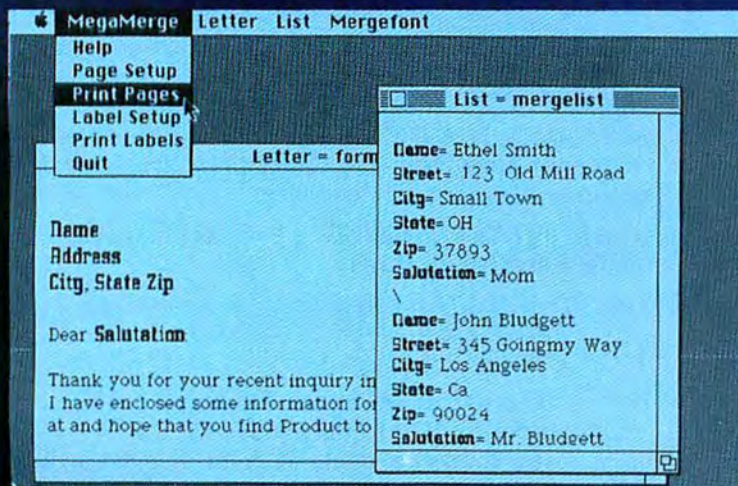 MegaMerge Letter List Mergefont
Help
Page Setup
Print Pages
Label Setup
Print Labels
Quit
Letter = form
Name
Address
City, State Zip
Dear Salutation
Thank you for your recent inquiry in
I have enclosed some information fo
at and hope that you find Product to
List = mergelist
Name= Ethel Smith
Street= 123 Old Mill Road
City= Small Town
State= OH
Zip= 37893
Salutation= Mom
\
Name= John Bludgett
Street= 345 Goingmy Way
City= Los Angeles
State= Ca
Zip= 90024
Salutation= Mr. Bludgett